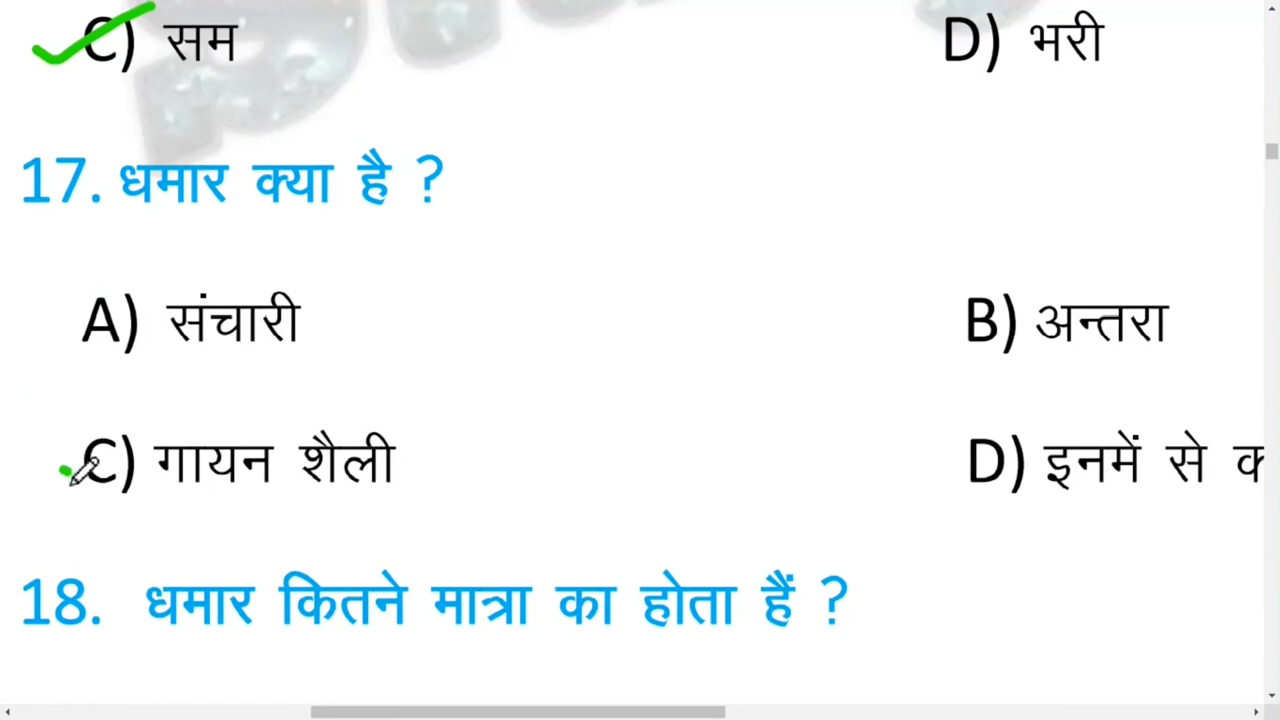 C) सम D) भरी
17. धमार क्या है ?
A) संचारी B) अन्तरा
C) गायन शैली D) इनमें से
18. धमार कितने मात्रा का होता हैं ?